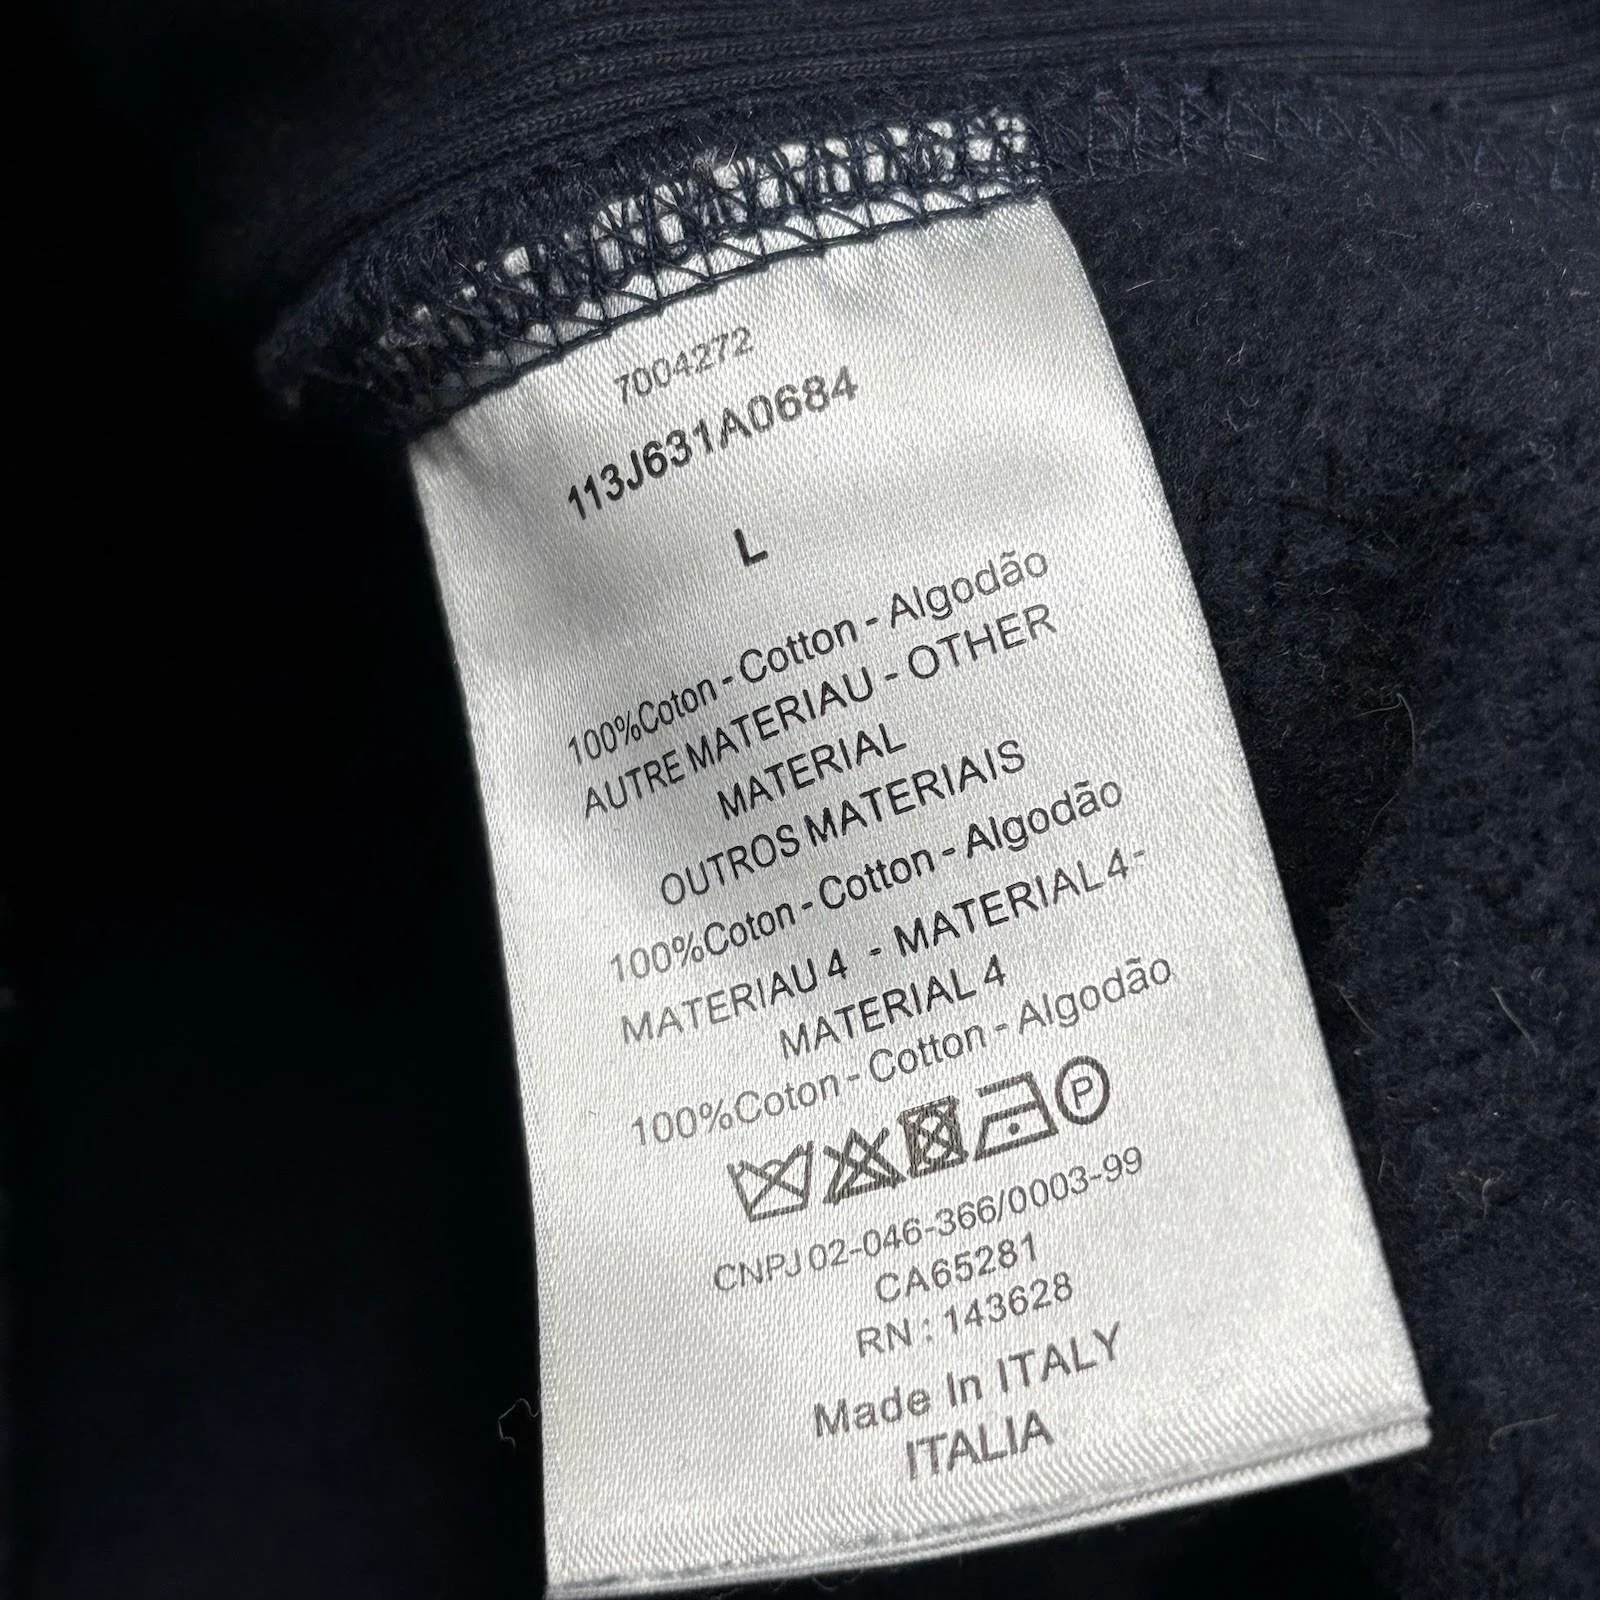 7004272
113J631A0684
L
100%Coton - Cotton - Algodão
AUTRE MATERIAU - OTHER
MATERIAL
OUTROS MATERIAIS
100%Coton - Cotton - Algodão
MATERIAU 4 - MATERIAL 4 -
MATERIAL 4
100%Coton - Cotton - Algodão
P
CNPJ 02-046-366/0003-99
CA65281
RN : 143628
Made In ITALY
ITALIA